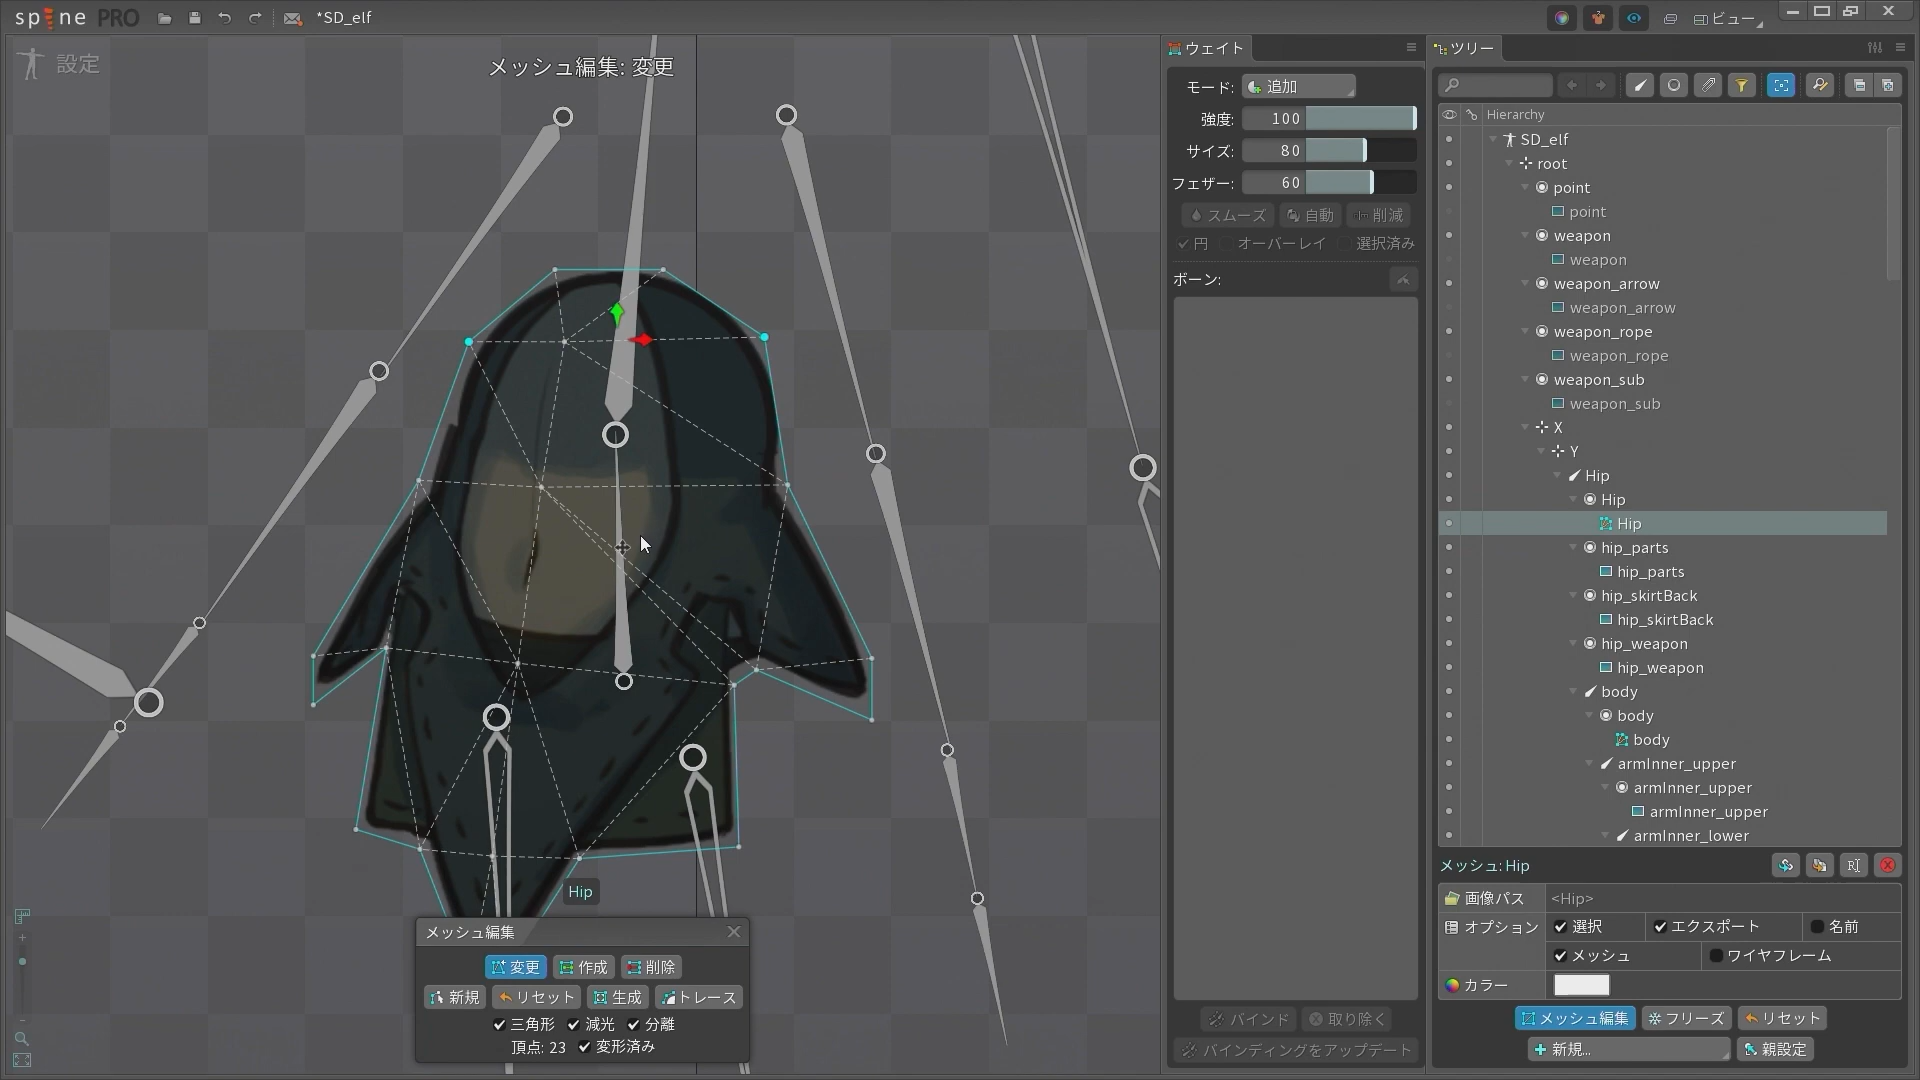 spine PRO
*SD_elf
ビュー
設定
メッシュ編集: 変更
Hip
メッシュ編集
変更
作成
削除
新規
リセット
生成
トレース
三角形
減光
分離
頂点: 23
変形済み
ウェイト
モード:
追加
強度:
100
サイズ:
80
フェザー:
60
スムーズ
自動
削減
円
オーバーレイ
選択済み
ボーン:
バインド
取り除く
バインディングをアップデート
ツリー
Hierarchy
SD_elf
root
point
point
weapon
weapon
weapon_arrow
weapon_arrow
weapon_rope
weapon_rope
weapon_sub
weapon_sub
X
Y
Hip
Hip
Hip
hip_parts
hip_parts
hip_skirtBack
hip_skirtBack
hip_weapon
hip_weapon
body
body
body
armInner_upper
armInner_upper
armInner_upper
armInner_lower
メッシュ: Hip
画像パス
<Hip>
オプション
選択
エクスポート
名前
メッシュ
ワイヤフレーム
カラー
メッシュ編集
フリーズ
リセット
新規...
親設定